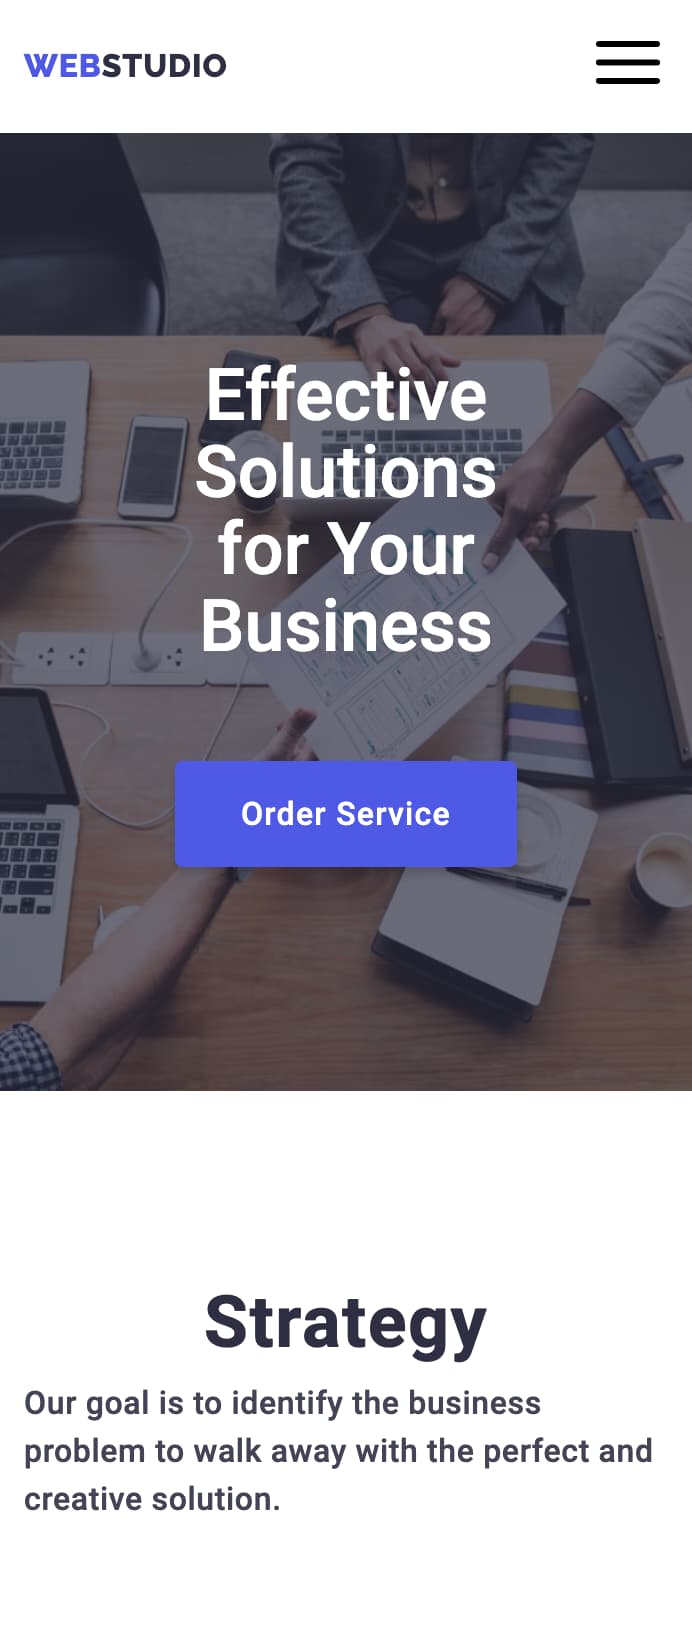 WEBSTUDIO
Effective
Solutions
for Your
Business
Order Service
Strategy
Our goal is to identify the business
problem to walk away with the perfect and
creative solution.